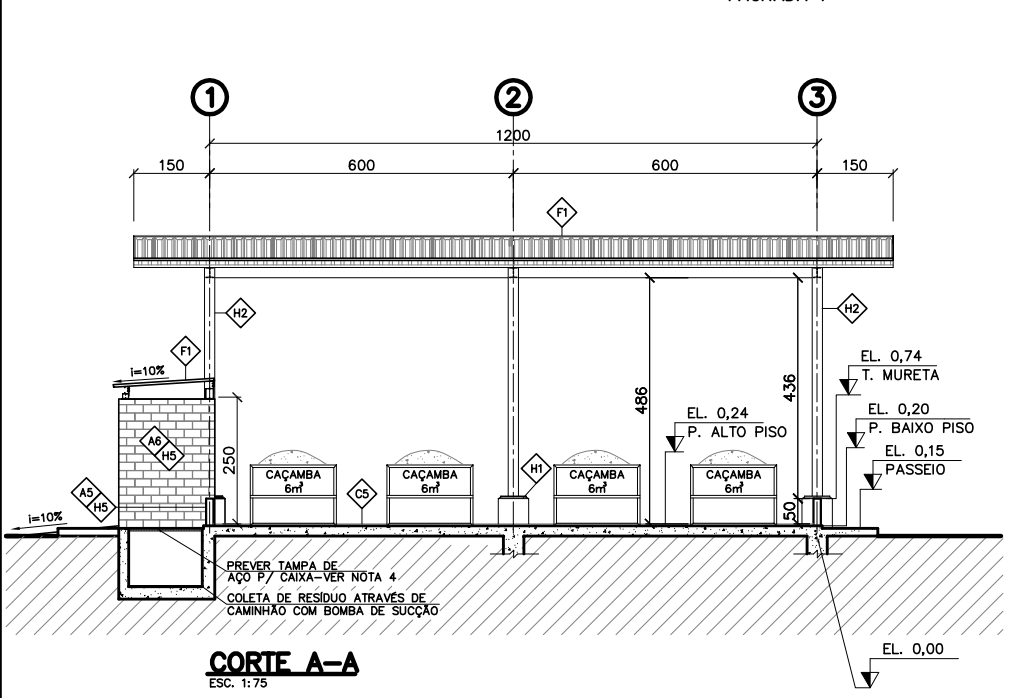 1
2
3
1200
150
600
600
150
F1
H2
H2
F1
i=10%
EL. 0,74
T. MURETA
486
436
EL. 0,24
P. ALTO PISO
EL. 0,20
P. BAIXO PISO
A6
H5
250
EL. 0,15
PASSEIO
CAÇAMBA
6m³
CAÇAMBA
6m³
H1
CAÇAMBA
6m³
CAÇAMBA
6m³
A5
H5
C5
50
i=10%
PREVER TAMPA DE
AÇO P/ CAIXA-VER NOTA 4
COLETA DE RESÍDUO ATRAVÉS DE
CAMINHÃO COM BOMBA DE SUCÇÃO
EL. 0,00
CORTE A-A
ESC. 1:75